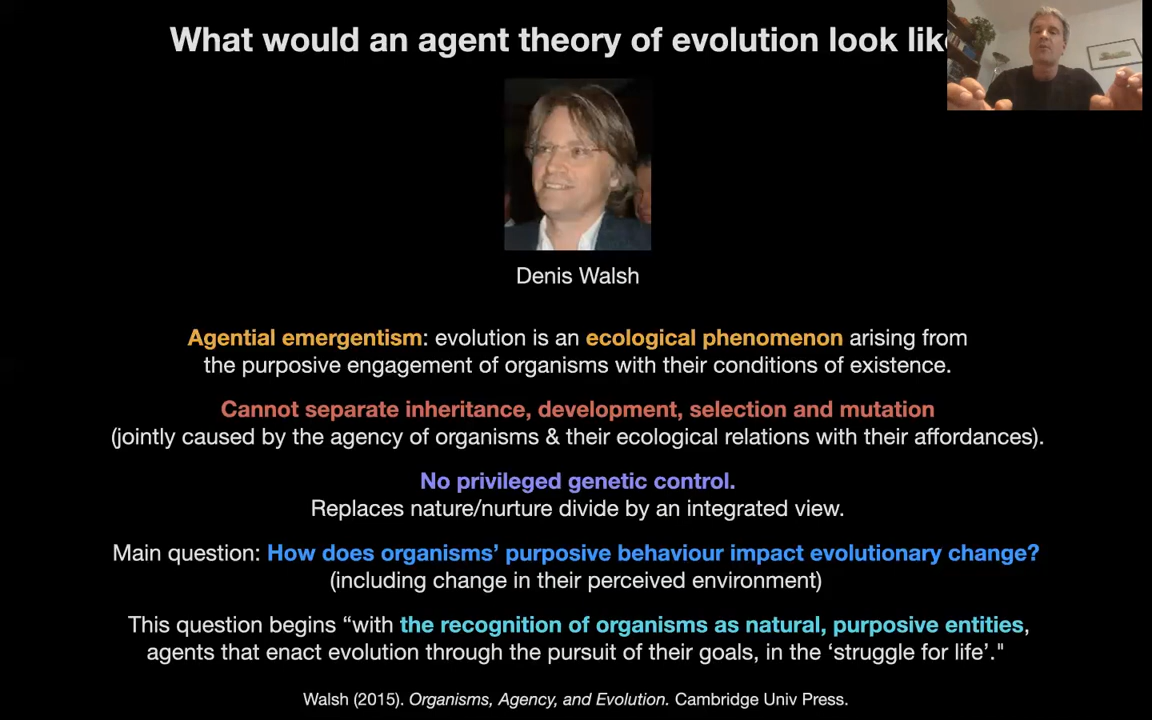 What would an agent theory of evolution look like
Denis Walsh
Agential emergentism: evolution is an ecological phenomenon arising from
the purposive engagement of organisms with their conditions of existence.
Cannot separate inheritance, development, selection and mutation
(jointly caused by the agency of organisms & their ecological relations with their affordances).
No privileged genetic control.
Replaces nature/nurture divide by an integrated view.
Main question: How does organisms’ purposive behaviour impact evolutionary change?
(including change in their perceived environment)
This question begins “with the recognition of organisms as natural, purposive entities,
agents that enact evolution through the pursuit of their goals, in the ‘struggle for life’."
Walsh (2015). Organisms, Agency, and Evolution. Cambridge Univ Press.